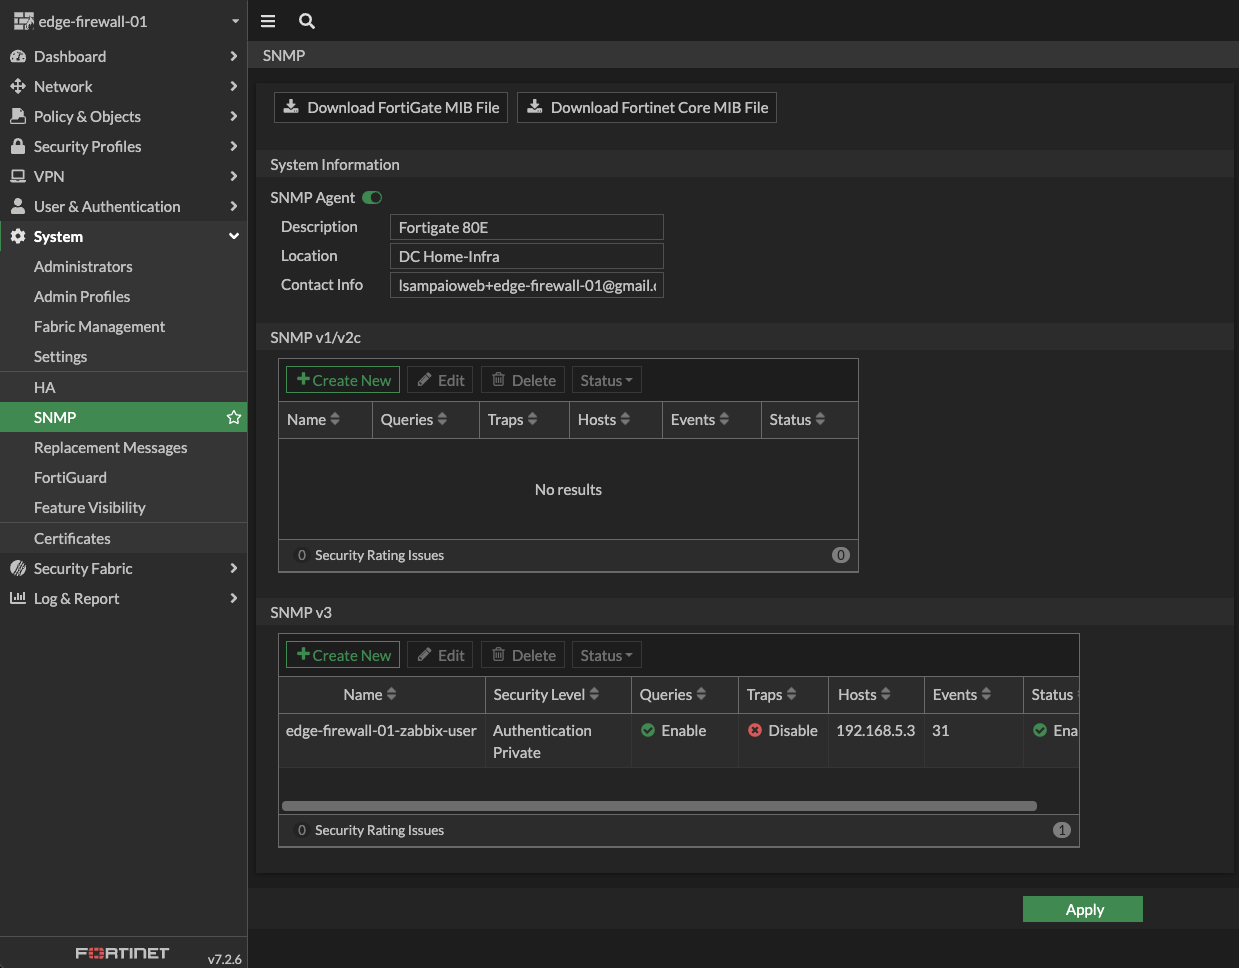 edge-firewall-01
Dashboard
Network
Policy & Objects
Security Profiles
VPN
User & Authentication
System
Administrators
Admin Profiles
Fabric Management
Settings
HA
SNMP
Replacement Messages
FortiGuard
Feature Visibility
Certificates
Security Fabric
Log & Report
FORTINET
v7.2.6
SNMP
Download FortiGate MIB File Download Fortinet Core MIB File
System Information
SNMP Agent
Description Fortigate 80E
Location DC Home-Infra
Contact Info lsampaioweb+edge-firewall-01@gmail.c
SNMP v1/v2c
Create New Edit Delete Status
Name Queries Traps Hosts Events Status
No results
0 Security Rating Issues 0
SNMP v3
Create New Edit Delete Status
Name Security Level Queries Traps Hosts Events Status
edge-firewall-01-zabbix-user Authentication Enable Disable 192.168.5.3 31 Ena
Private
0 Security Rating Issues 1
Apply